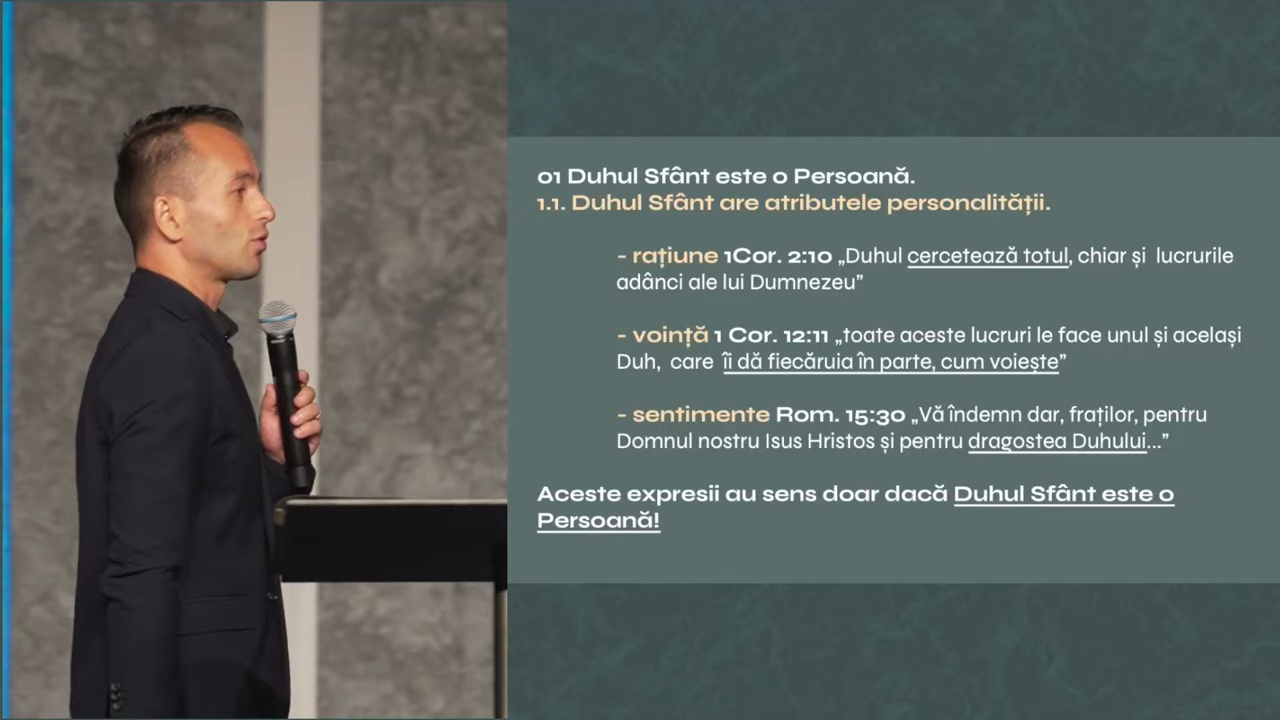 01 Duhul Sfânt este o Persoană.
1.1. Duhul Sfânt are atributele personalității.
- rațiune 1Cor. 2:10 „Duhul cercetează totul, chiar și lucrurile
adânci ale lui Dumnezeu”
- voință 1 Cor. 12:11 „toate aceste lucruri le face unul și același
Duh, care îi dă fiecăruia în parte, cum voiește”
- sentimente Rom. 15:30 „Vă îndemn dar, fraților, pentru
Domnul nostru Isus Hristos și pentru dragostea Duhului...”
Aceste expresii au sens doar dacă Duhul Sfânt este o
Persoană!